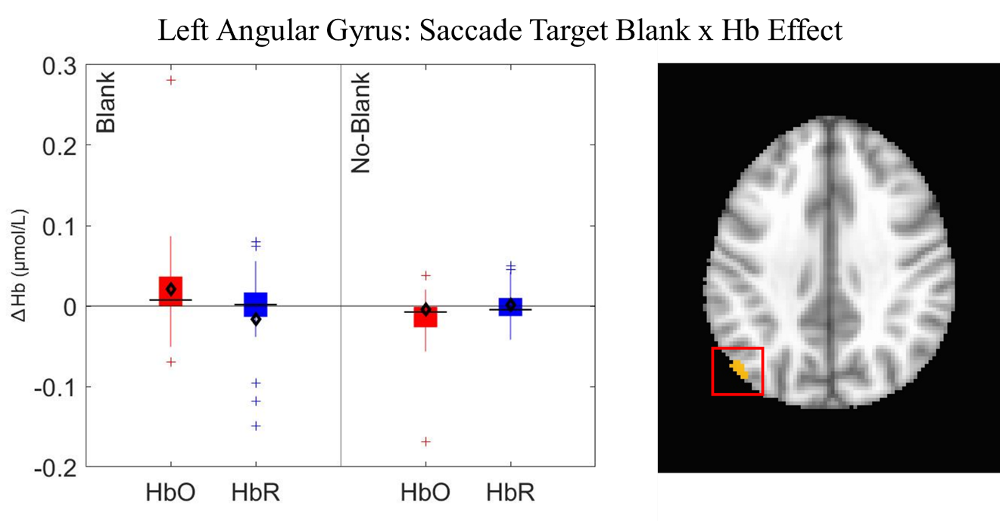 Left Angular Gyrus: Saccade Target Blank x Hb Effect
ΔHb (μmol/L)
0.3
0.2
0.1
0
-0.1
-0.2
Blank
No-Blank
HbO HbR HbO HbR